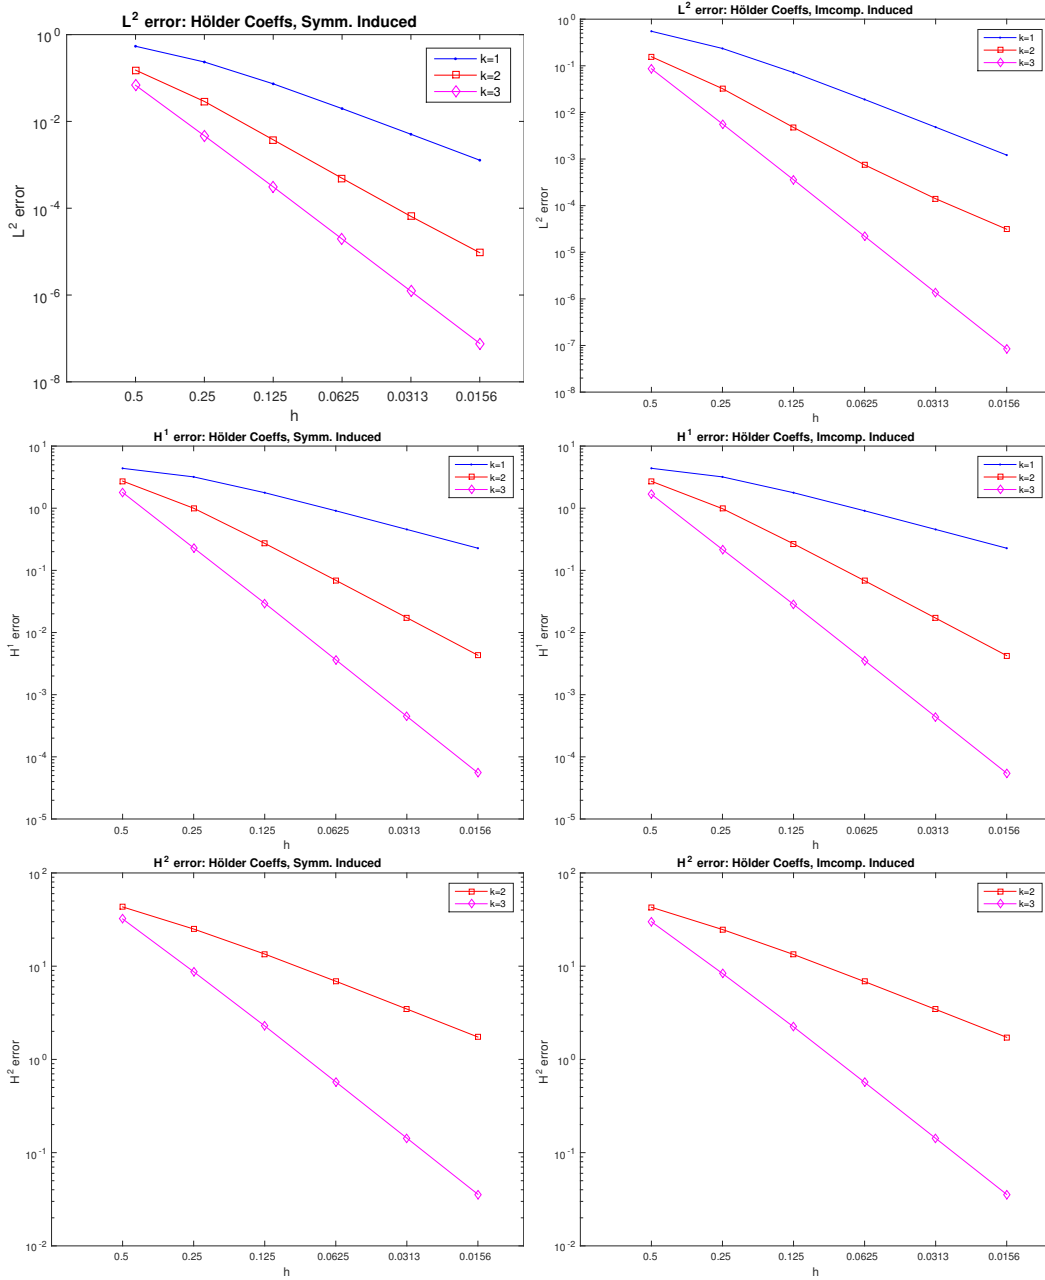 L² error: Hölder Coeffs, Symm. Induced
10⁰
10⁻²
10⁻⁴
10⁻⁶
10⁻⁸
L² error
k=1
k=2
k=3
0.5 0.25 0.125 0.0625 0.0313 0.0156
h
L² error: Hölder Coeffs, Imcomp. Induced
10⁰
10⁻¹
10⁻²
10⁻³
10⁻⁴
10⁻⁵
10⁻⁶
10⁻⁷
10⁻⁸
L² error
k=1
k=2
k=3
0.5 0.25 0.125 0.0625 0.0313 0.0156
h
H¹ error: Hölder Coeffs, Symm. Induced
10¹
10⁰
10⁻¹
10⁻²
10⁻³
10⁻⁴
10⁻⁵
H¹ error
k=1
k=2
k=3
0.5 0.25 0.125 0.0625 0.0313 0.0156
h
H¹ error: Hölder Coeffs, Imcomp. Induced
10¹
10⁰
10⁻¹
10⁻²
10⁻³
10⁻⁴
10⁻⁵
H¹ error
k=1
k=2
k=3
0.5 0.25 0.125 0.0625 0.0313 0.0156
h
H² error: Hölder Coeffs, Symm. Induced
10²
10¹
10⁰
10⁻¹
10⁻²
H² error
k=2
k=3
0.5 0.25 0.125 0.0625 0.0313 0.0156
h
H² error: Hölder Coeffs, Imcomp. Induced
10²
10¹
10⁰
10⁻¹
10⁻²
H² error
k=2
k=3
0.5 0.25 0.125 0.0625 0.0313 0.0156
h